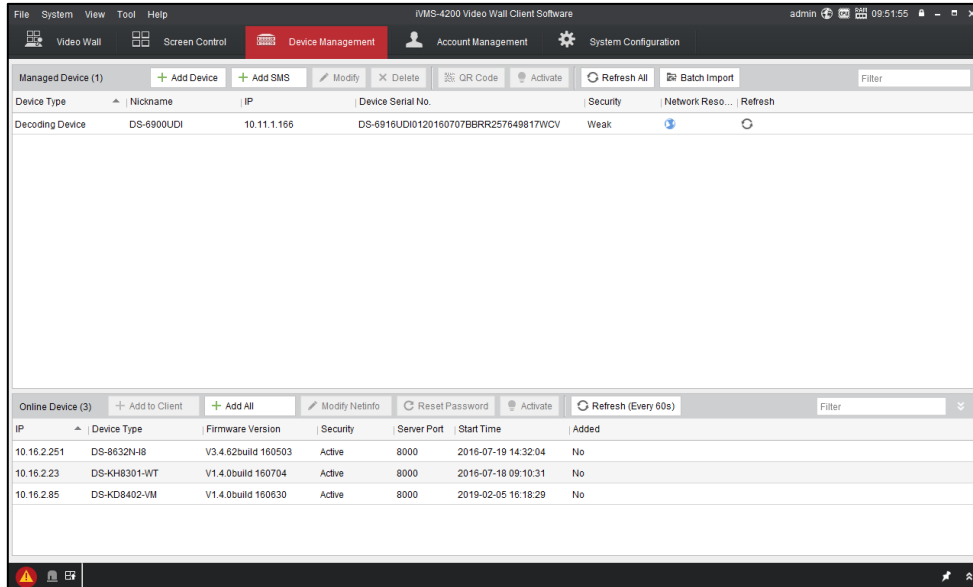 File System View Tool Help iVMS-4200 Video Wall Client Software admin 09:51:55
Video Wall Screen Control Device Management Account Management System Configuration
Managed Device (1) Add Device Add SMS Modify Delete QR Code Activate Refresh All Batch Import Filter
Device Type Nickname IP Device Serial No. Security Network Reso... Refresh
Decoding Device DS-6900UDI 10.11.1.166 DS-6916UDI0120160707BBRR257649817WCV Weak
Online Device (3) Add to Client Add All Modify Netinfo Reset Password Activate Refresh (Every 60s) Filter
IP Device Type Firmware Version Security Server Port Start Time Added
10.16.2.251 DS-8632N-I8 V3.4.62build 160503 Active 8000 2016-07-19 14:32:04 No
10.16.2.23 DS-KH8301-WT V1.4.0build 160704 Active 8000 2016-07-18 09:10:31 No
10.16.2.85 DS-KD8402-VM V1.4.0build 160630 Active 8000 2019-02-05 16:18:29 No